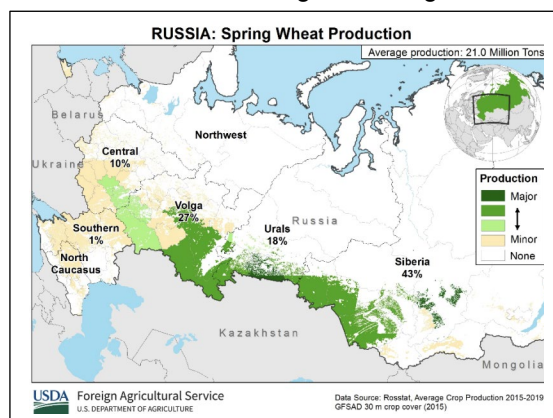 RUSSIA: Spring Wheat Production
Average production: 21.0 Million Tons
Belarus
Ukraine
Northwest
Central
10%
Volga
27%
Southern
1%
North
Caucasus
Urals
18%
Russia
Siberia
43%
Production
Major
Minor
None
Kazakhstan
Mongolia
USDA
Foreign Agricultural Service
U.S. DEPARTMENT OF AGRICULTURE
Data Source: Rosstat, Average Crop Production 2015-2019
GFSAD 30 m crop cover (2015)